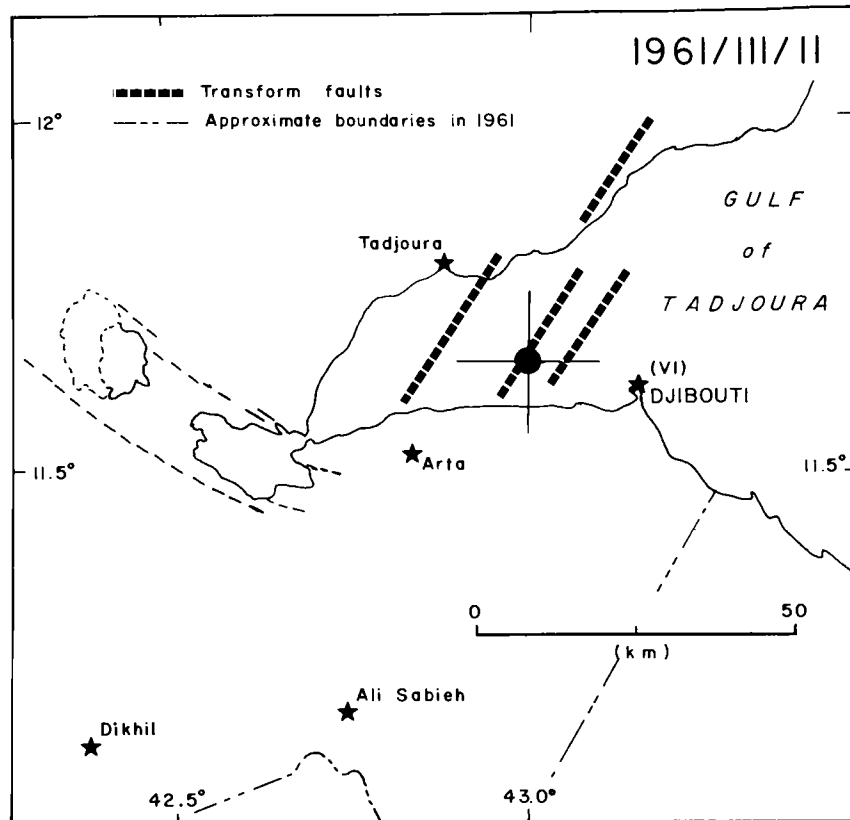 1961/III/II
Transform faults
Approximate boundaries in 1961
12°
GULF
of
TADJOURA
Tadjoura
(VI)
DJIBOUTI
11.5°
Arta
11.5°
0
50
(km)
Ali Sabieh
Dikhil
42.5°
43.0°